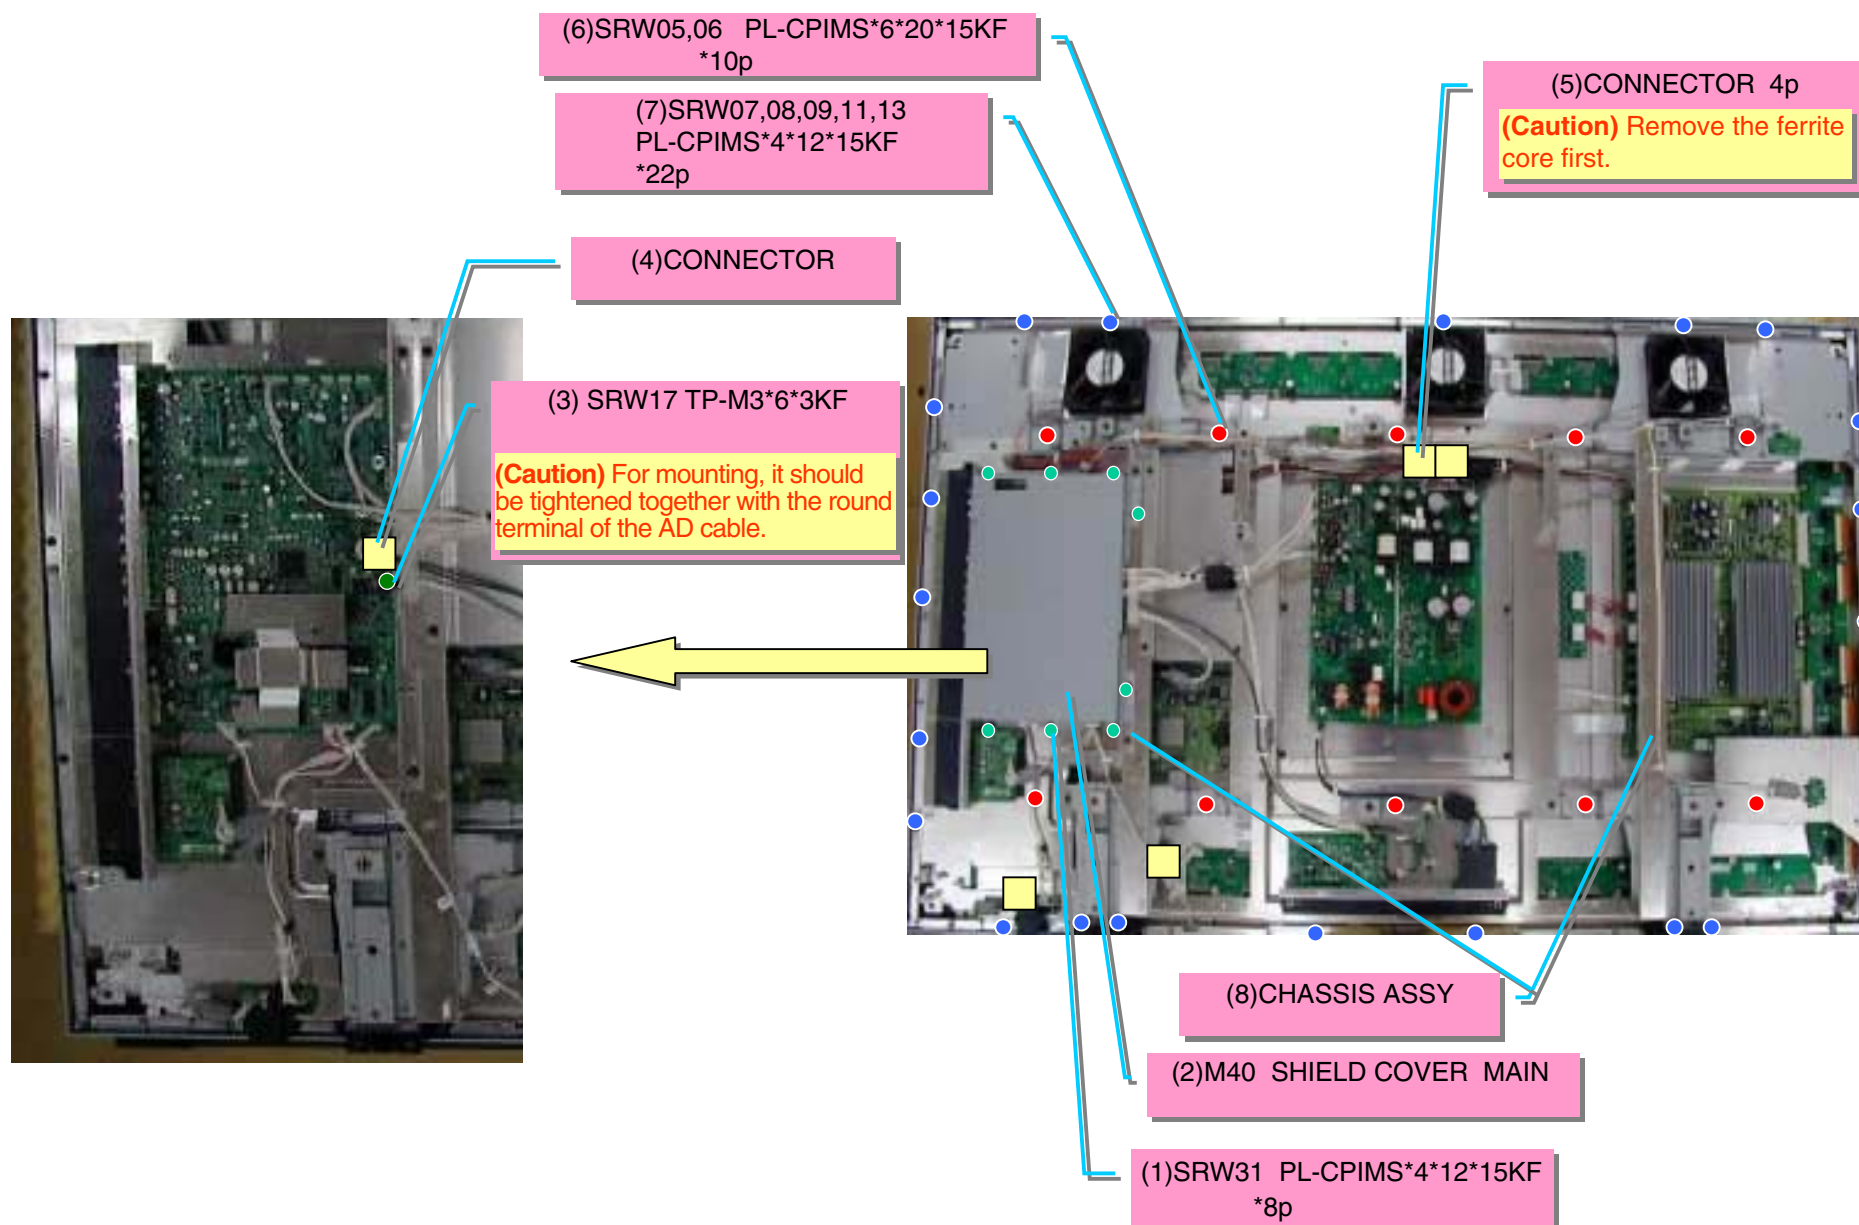 (6)SRW05,06 PL-CPIMS*6*20*15KF
*10p
(7)SRW07,08,09,11,13
PL-CPIMS*4*12*15KF
*22p
(5)CONNECTOR 4p
(Caution) Remove the ferrite
core first.
(4)CONNECTOR
(3) SRW17 TP-M3*6*3KF
(Caution) For mounting, it should
be tightened together with the round
terminal of the AD cable.
(8)CHASSIS ASSY
(2)M40 SHIELD COVER MAIN
(1)SRW31 PL-CPIMS*4*12*15KF
*8p